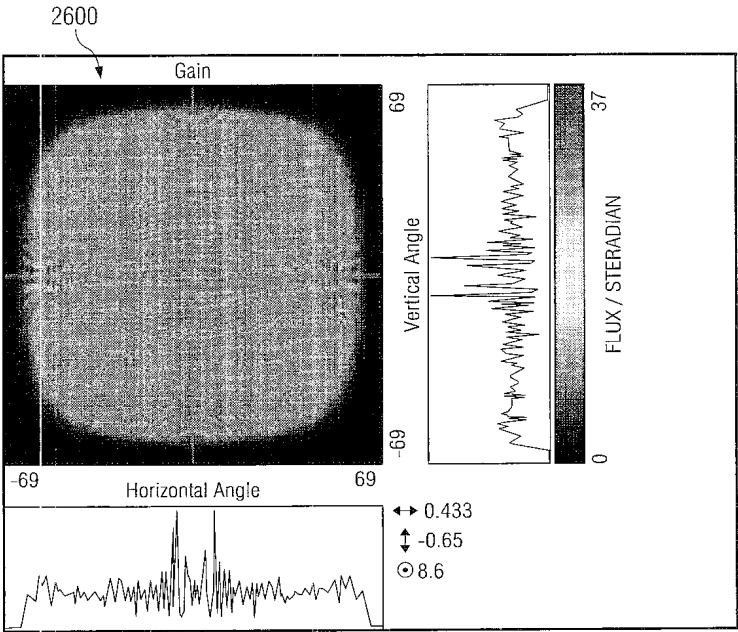 2600
Gain
69
Vertical Angle
-69
37
FLUX / STERADIAN
0
-69
Horizontal Angle
69
0.433
-0.65
8.6